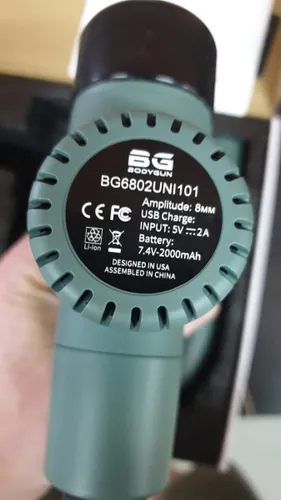 BG
BODYGUN
BG6802UNI101
Amplitude: 8мм
USB Charge:
INPUT: 5V⎓2A
Battery:
7.4V-2000mAh
CE FC
Li-ion
DESIGNED IN USA
ASSEMBLED IN CHINA